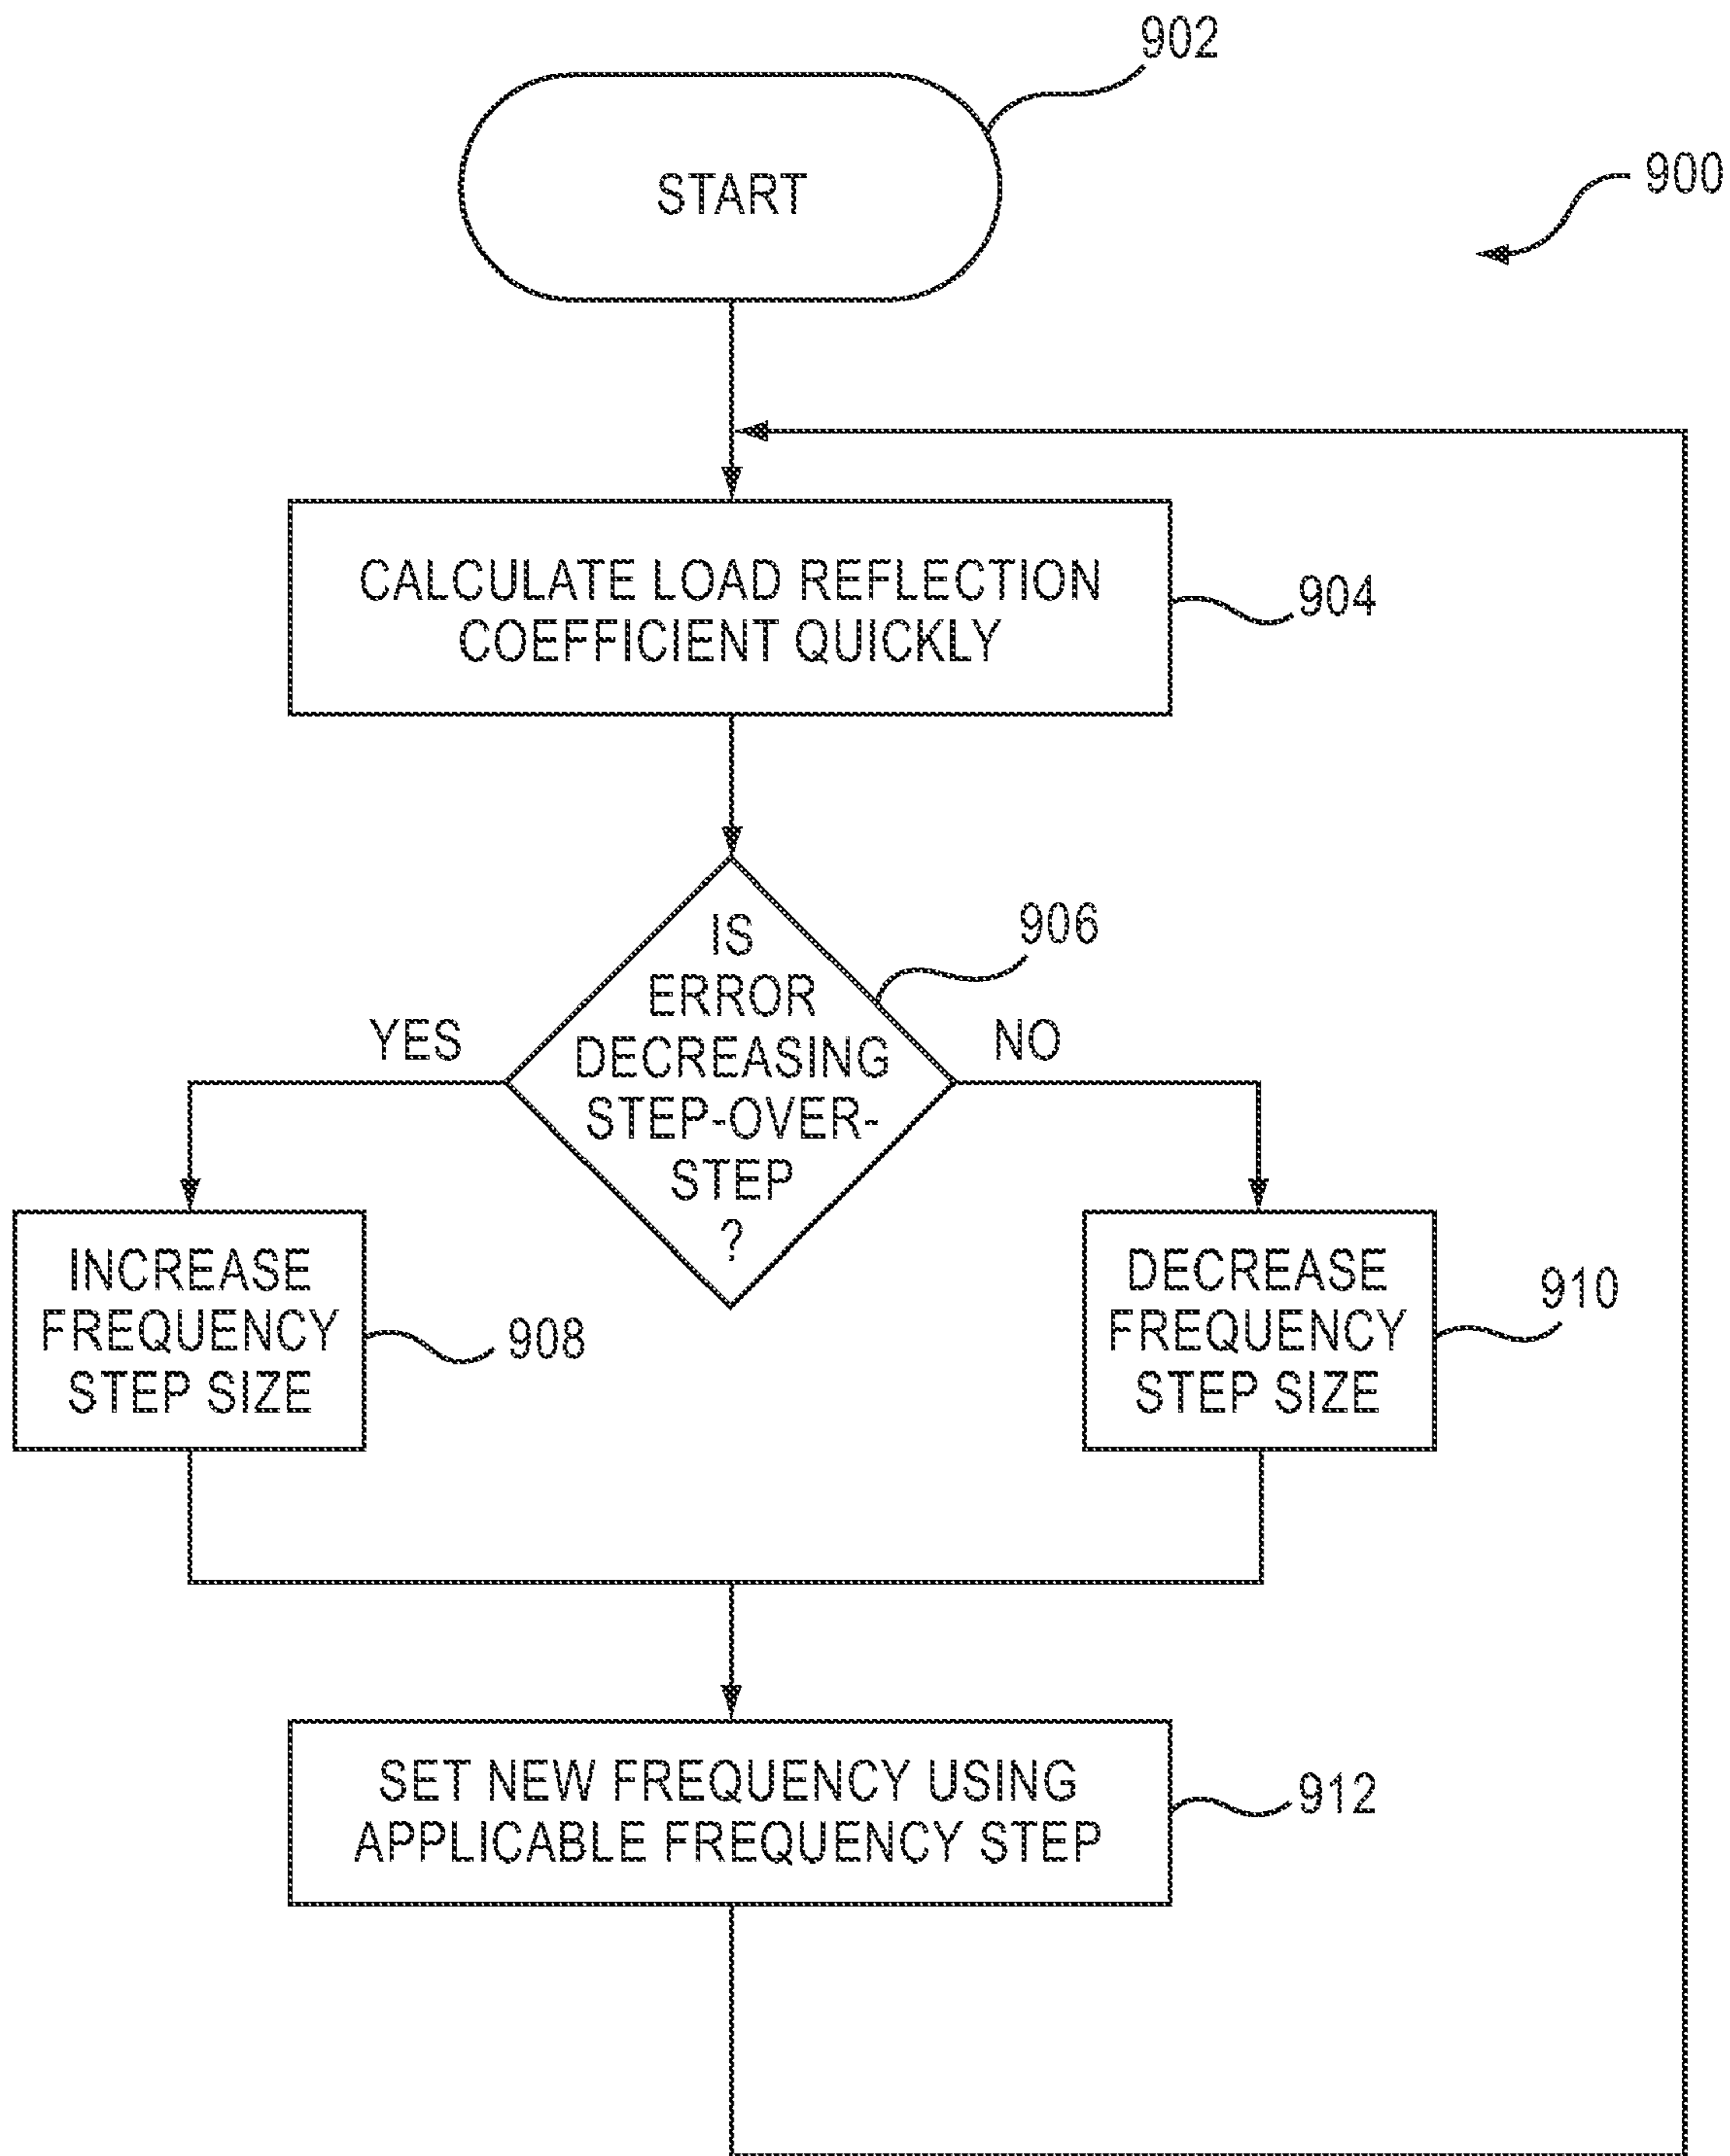 902
START
900
CALCULATE LOAD REFLECTION
COEFFICIENT QUICKLY
904
IS
ERROR
DECREASING
STEP-OVER-
STEP
?
906
YES
NO
INCREASE
FREQUENCY
STEP SIZE
908
DECREASE
FREQUENCY
STEP SIZE
910
SET NEW FREQUENCY USING
APPLICABLE FREQUENCY STEP
912